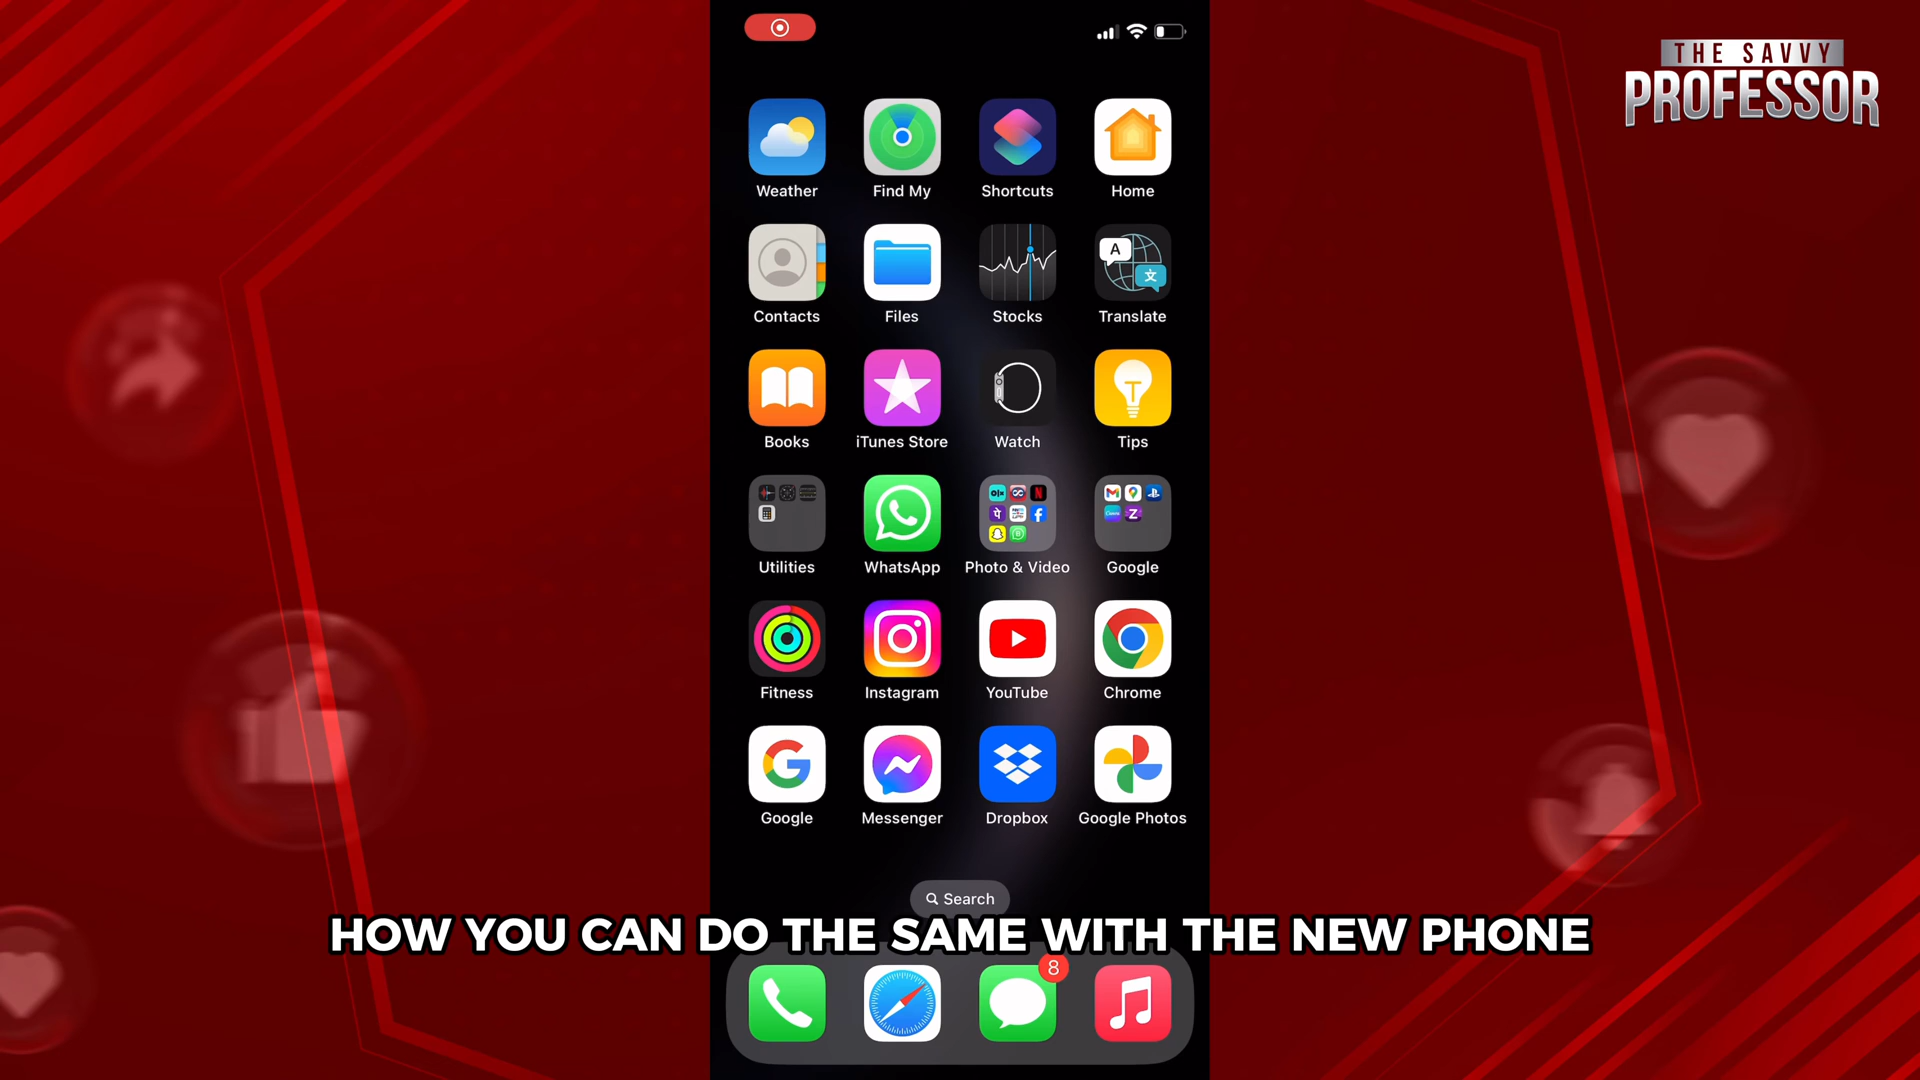 THE SAVVY
PROFESSOR
Weather
Find My
Shortcuts
Home
A
文
Contacts
Files
Stocks
Translate
T
Books
iTunes Store
Watch
Tips
Utilities
WhatsApp
Photo & Video
Google
Fitness
Instagram
YouTube
Chrome
G
Google
Messenger
Dropbox
Google Photos
Search
HOW YOU CAN DO THE SAME WITH THE NEW PHONE
8